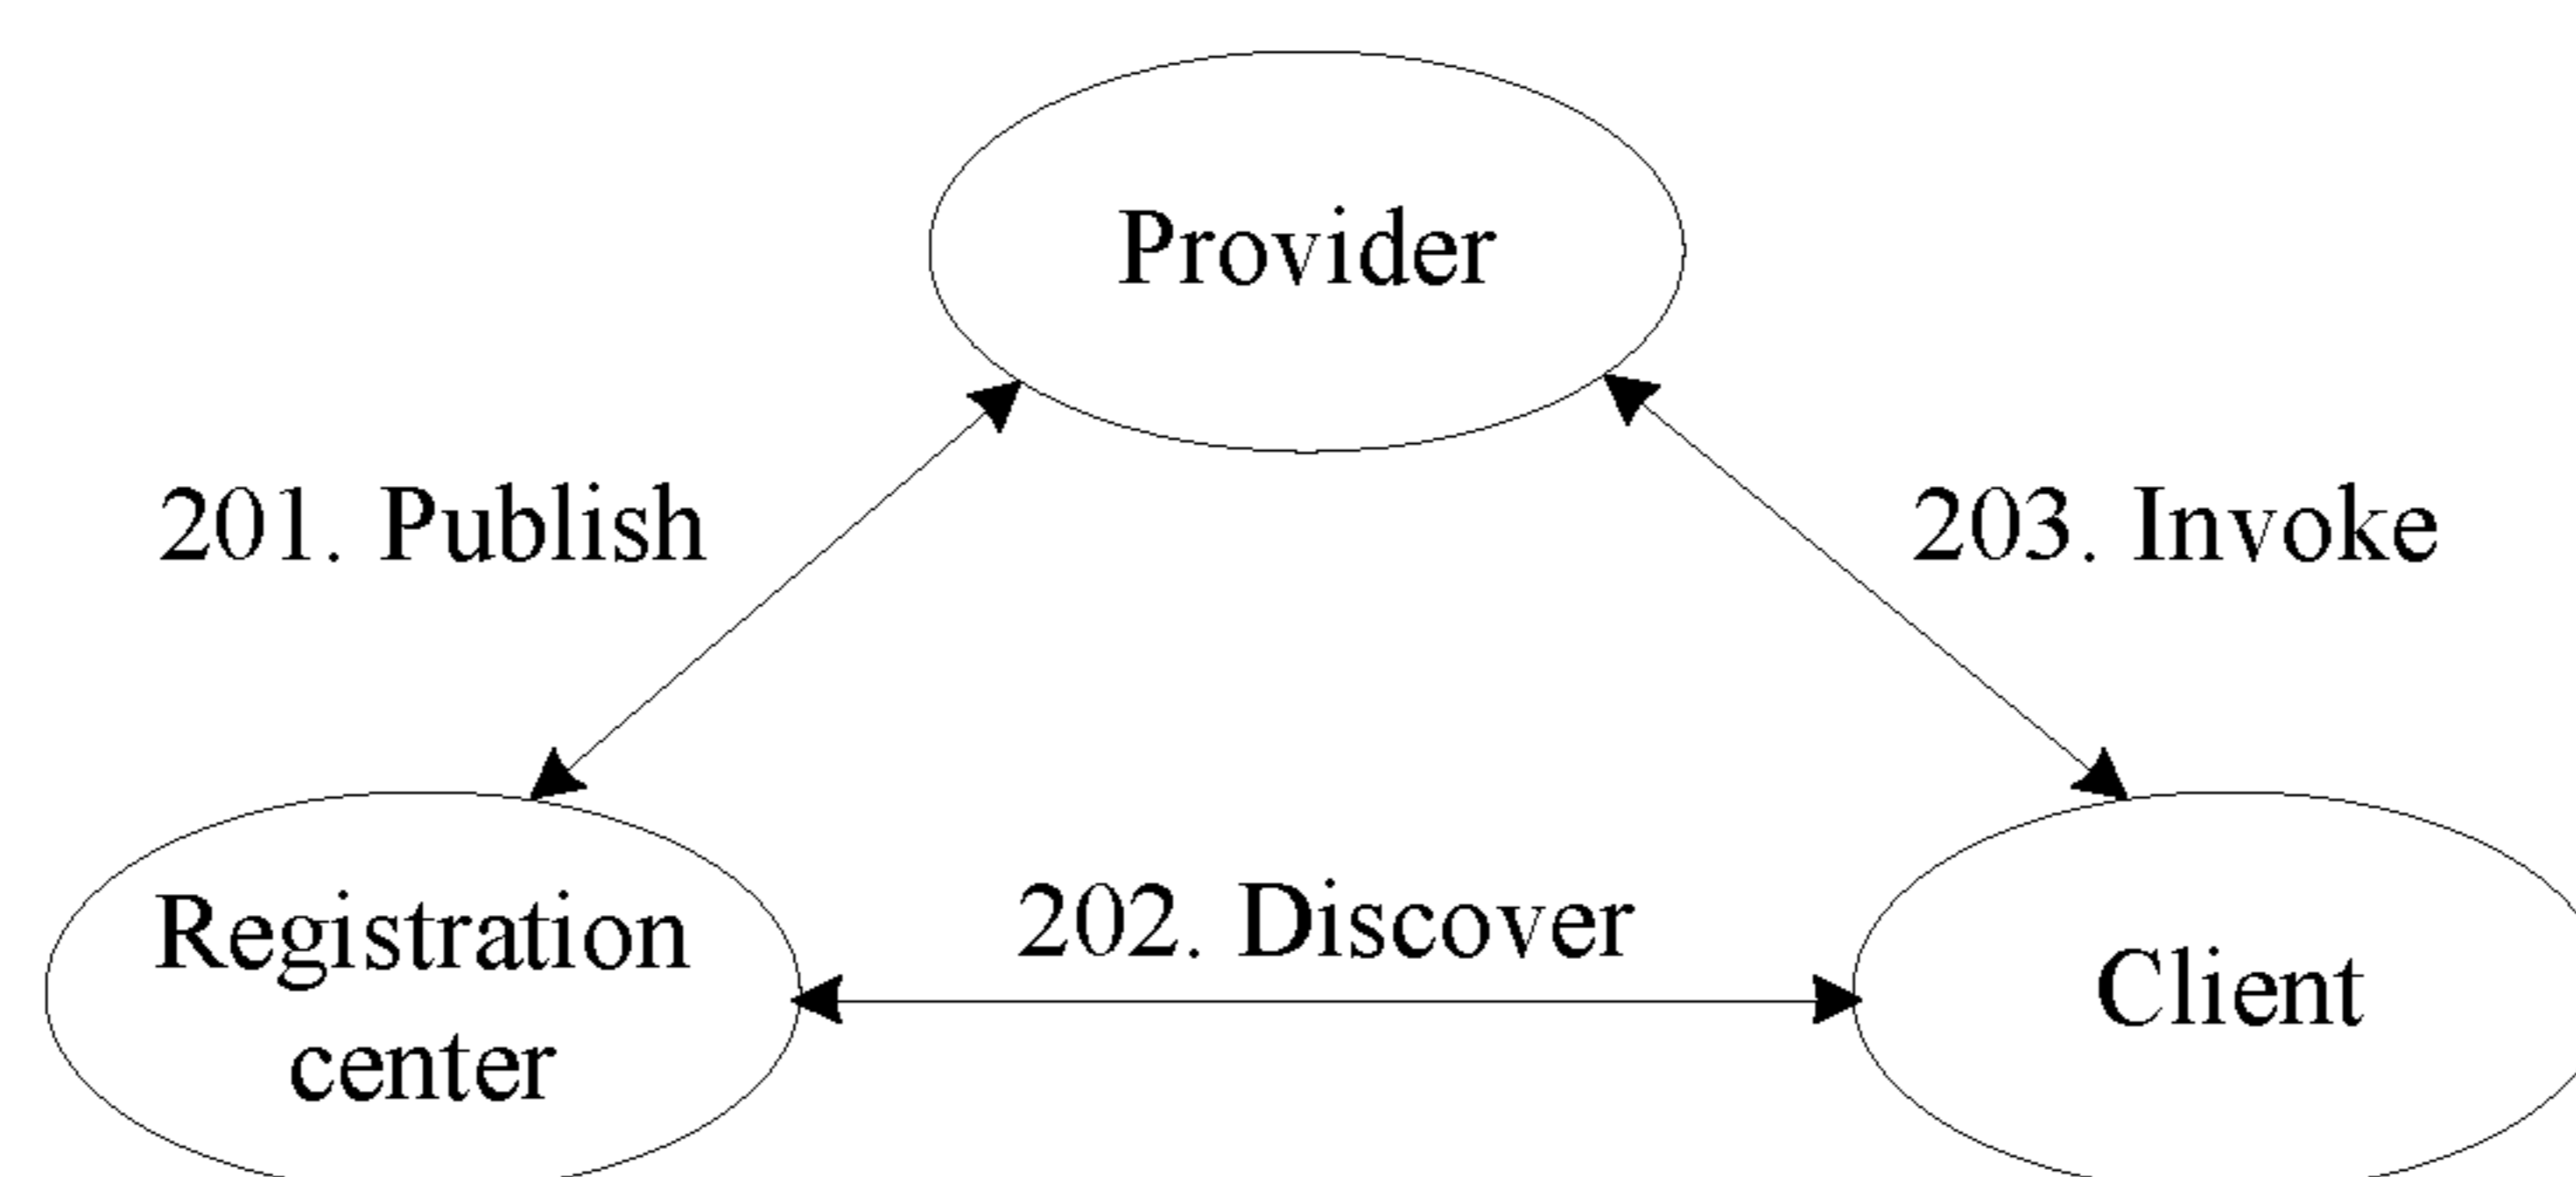 Provider
201. Publish
203. Invoke
202. Discover
Registration
center
Client